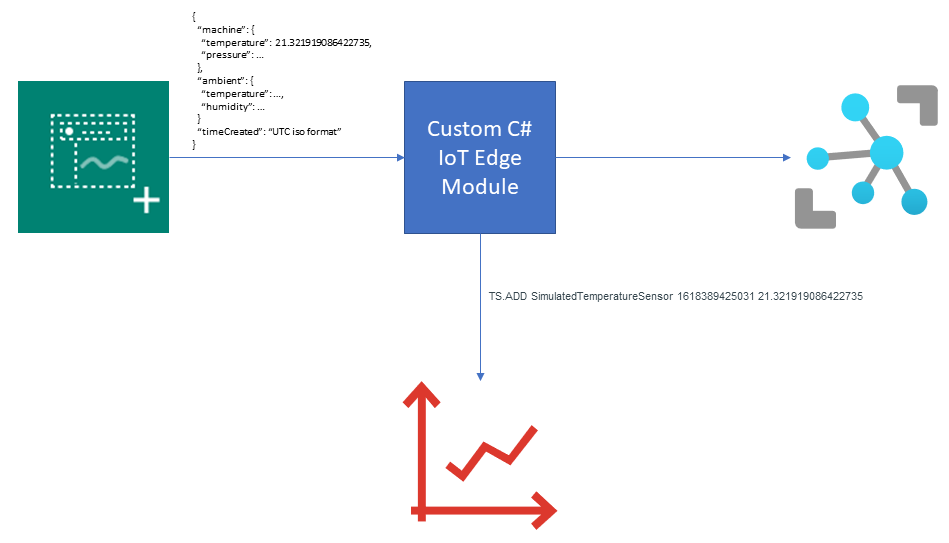 {
“machine”: {
“temperature”: 21.321919086422735,
“pressure”: ...
},
“ambient”: {
“temperature”:...,
“humidity”: ...
}
“timeCreated”: “UTC iso format”
}
Custom C#
IoT Edge
Module
TS.ADD SimulatedTemperatureSensor 1618389425031 21.321919086422735